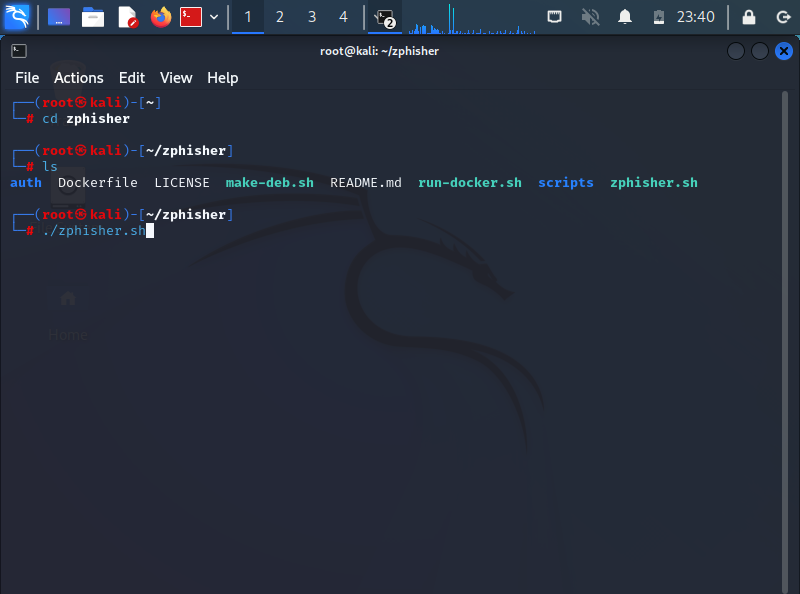 1 2 3 4 2 23:40
root@kali: ~/zphisher
File Actions Edit View Help
┌──(root㉿kali)-[~]
└─# cd zphisher
┌──(root㉿kali)-[~/zphisher]
└─# ls
auth Dockerfile LICENSE make-deb.sh README.md run-docker.sh scripts zphisher.sh
┌──(root㉿kali)-[~/zphisher]
└─# ./zphisher.sh
Home